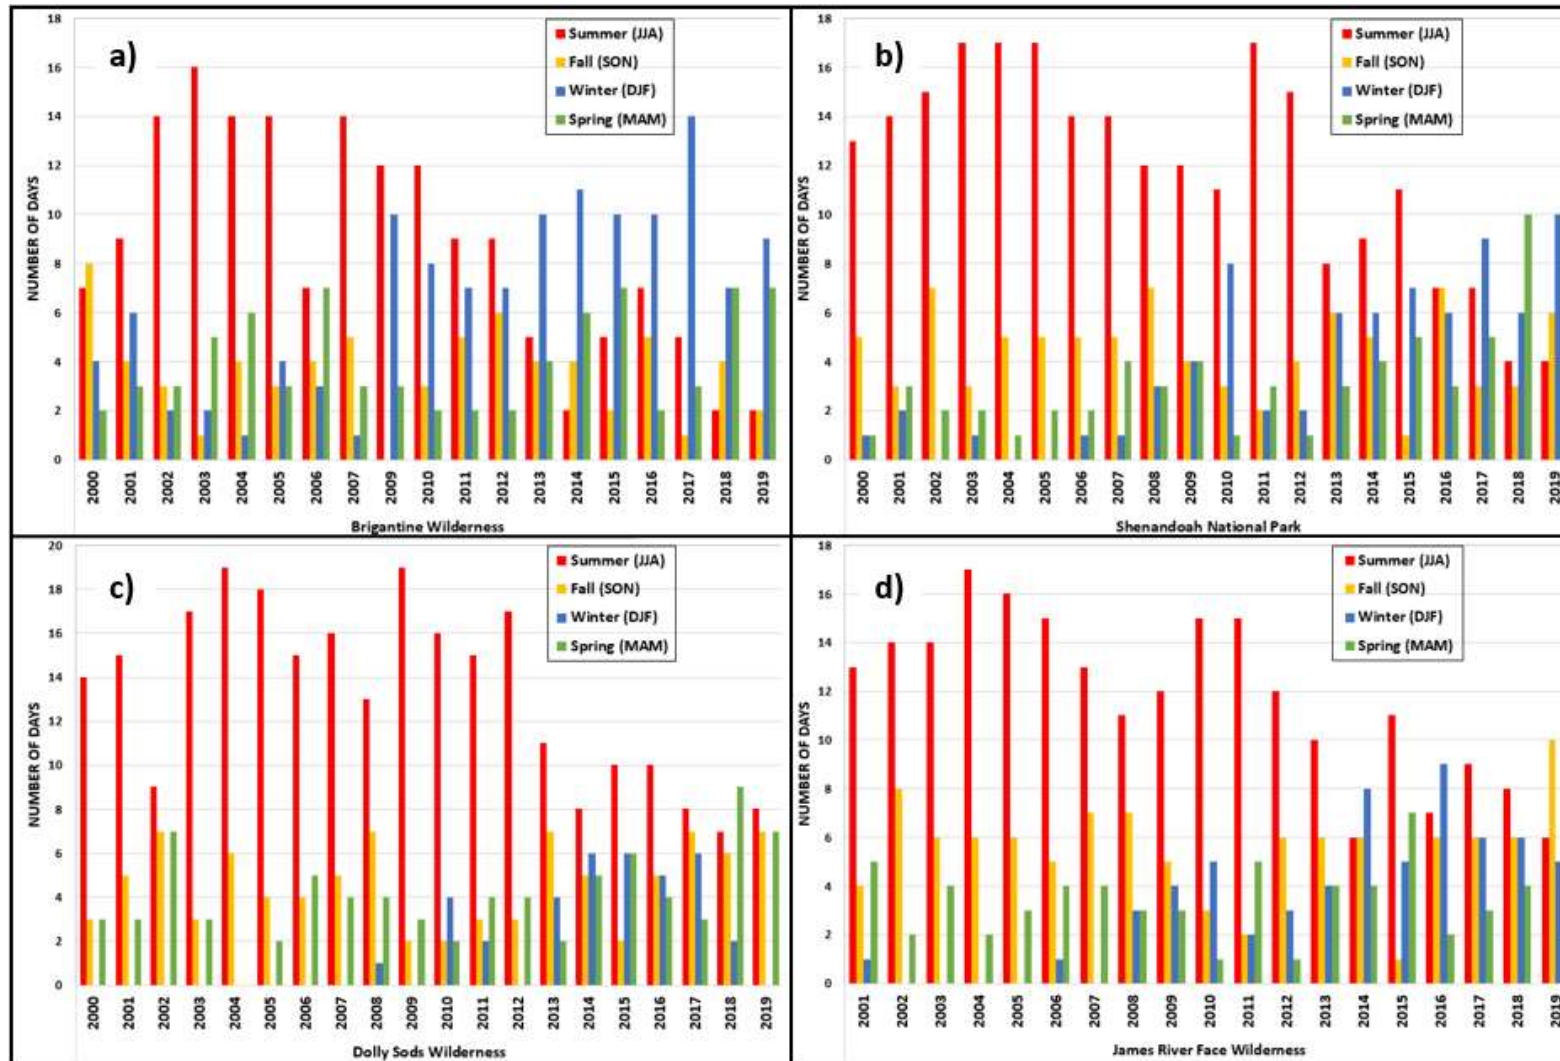 a)
Summer (JJA)
Fall (SON)
Winter (DJF)
Spring (MAM)
NUMBER OF DAYS
18
16
14
12
10
8
6
4
2
0
2000 2001 2002 2003 2004 2005 2006 2007 2009 2010 2011 2012 2013 2014 2015 2016 2017 2018 2019
Brigantine Wilderness
b)
Summer (JJA)
Fall (SON)
Winter (DJF)
Spring (MAM)
NUMBER OF DAYS
18
16
14
12
10
8
6
4
2
0
2000 2001 2002 2003 2004 2005 2006 2007 2008 2009 2010 2011 2012 2013 2014 2015 2016 2017 2018 2019
Shenandoah National Park
c)
Summer (JJA)
Fall (SON)
Winter (DJF)
Spring (MAM)
NUMBER OF DAYS
20
18
16
14
12
10
8
6
4
2
0
2000 2001 2002 2003 2004 2005 2006 2007 2008 2009 2010 2011 2012 2013 2014 2015 2016 2017 2018 2019
Dolly Sods Wilderness
d)
Summer (JJA)
Fall (SON)
Winter (DJF)
Spring (MAM)
NUMBER OF DAYS
18
16
14
12
10
8
6
4
2
0
2001 2002 2003 2004 2005 2006 2007 2008 2009 2010 2011 2012 2013 2014 2015 2016 2017 2018 2019
James River Face Wilderness